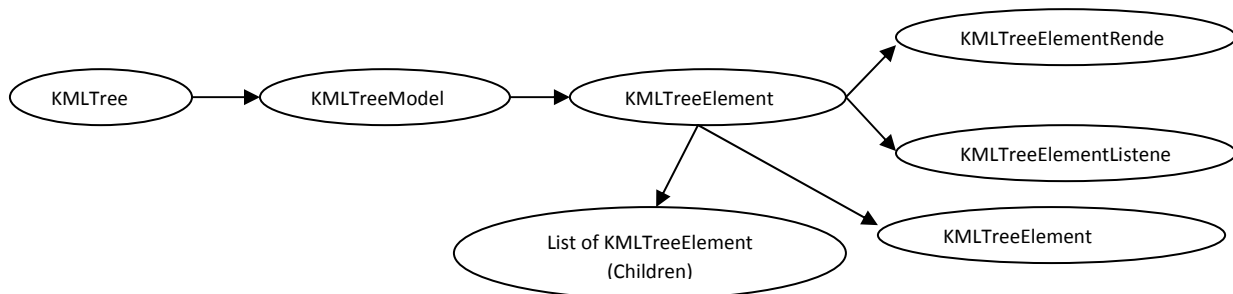 KMLTreeElementRende
KMLTree
KMLTreeModel
KMLTreeElement
KMLTreeElementListene
List of KMLTreeElement
(Children)
KMLTreeElement